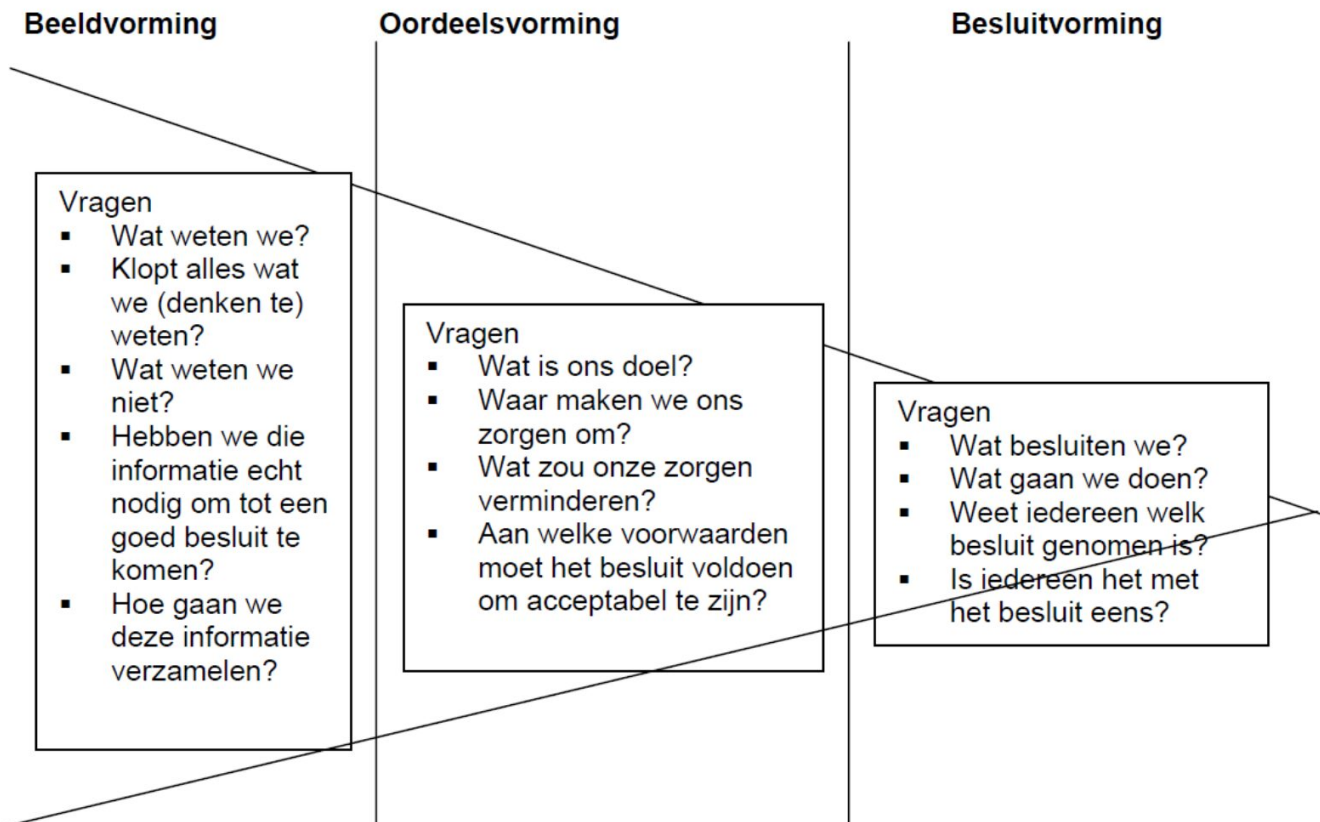 Beeldvorming
Oordeelsvorming
Besluitvorming
Vragen
▪ Wat weten we?
▪ Klopt alles wat
we (denken te)
weten?
▪ Wat weten we
niet?
▪ Hebben we die
informatie echt
nodig om tot een
goed besluit te
komen?
▪ Hoe gaan we
deze informatie
verzamelen?
Vragen
▪ Wat is ons doel?
▪ Waar maken we ons
zorgen om?
▪ Wat zou onze zorgen
verminderen?
▪ Aan welke voorwaarden
moet het besluit voldoen
om acceptabel te zijn?
Vragen
▪ Wat besluiten we?
▪ Wat gaan we doen?
▪ Weet iedereen welk
besluit genomen is?
▪ Is iedereen het met
het besluit eens?